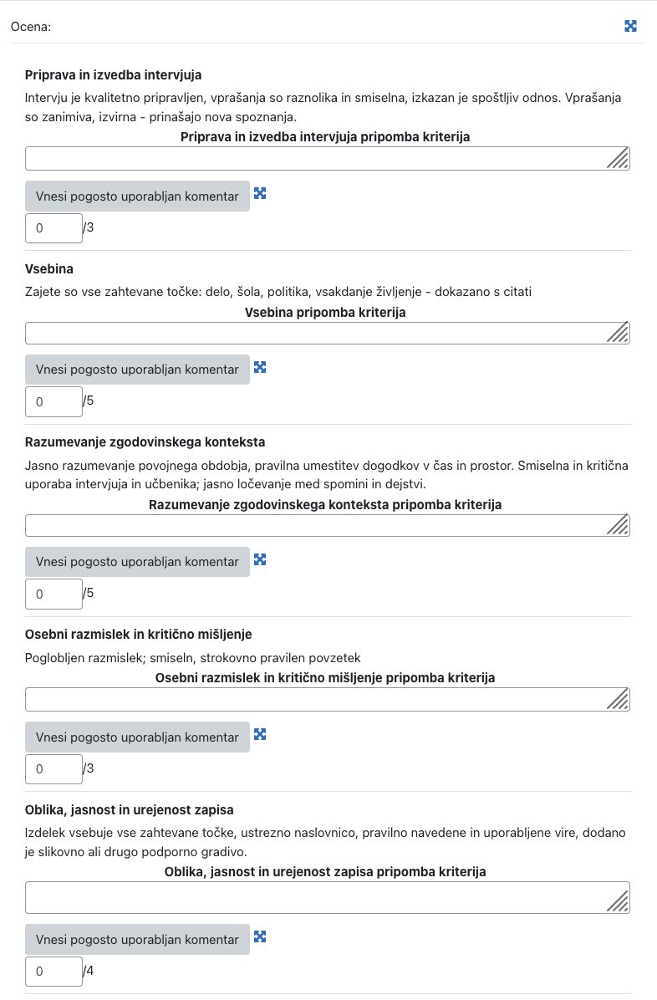 Ocena:
Priprava in izvedba intervjuja
Intervju je kvalitetno pripravljen, vprašanja so raznolika in smiselna, izkazan je spoštljiv odnos. Vprašanja
so zanimiva, izvirna - prinašajo nova spoznanja.
Priprava in izvedba intervjuja pripomba kriterija
Vnesi pogosto uporabljan komentar
0 /3
Vsebina
Zajete so vse zahtevane točke: delo, šola, politika, vsakdanje življenje - dokazano s citati
Vsebina pripomba kriterija
Vnesi pogosto uporabljan komentar
0 /5
Razumevanje zgodovinskega konteksta
Jasno razumevanje povojnega obdobja, pravilna umestitev dogodkov v čas in prostor. Smiselna in kritična
uporaba intervjuja in učbenika; jasno ločevanje med spomini in dejstvi.
Razumevanje zgodovinskega konteksta pripomba kriterija
Vnesi pogosto uporabljan komentar
0 /5
Osebni razmislek in kritično mišljenje
Poglobljen razmislek; smiseln, strokovno pravilen povzetek
Osebni razmislek in kritično mišljenje pripomba kriterija
Vnesi pogosto uporabljan komentar
0 /3
Oblika, jasnost in urejenost zapisa
Izdelek vsebuje vse zahtevane točke, ustrezno naslovnico, pravilno navedene in uporabljene vire, dodano
je slikovno ali drugo podporno gradivo.
Oblika, jasnost in urejenost zapisa pripomba kriterija
Vnesi pogosto uporabljan komentar
0 /4